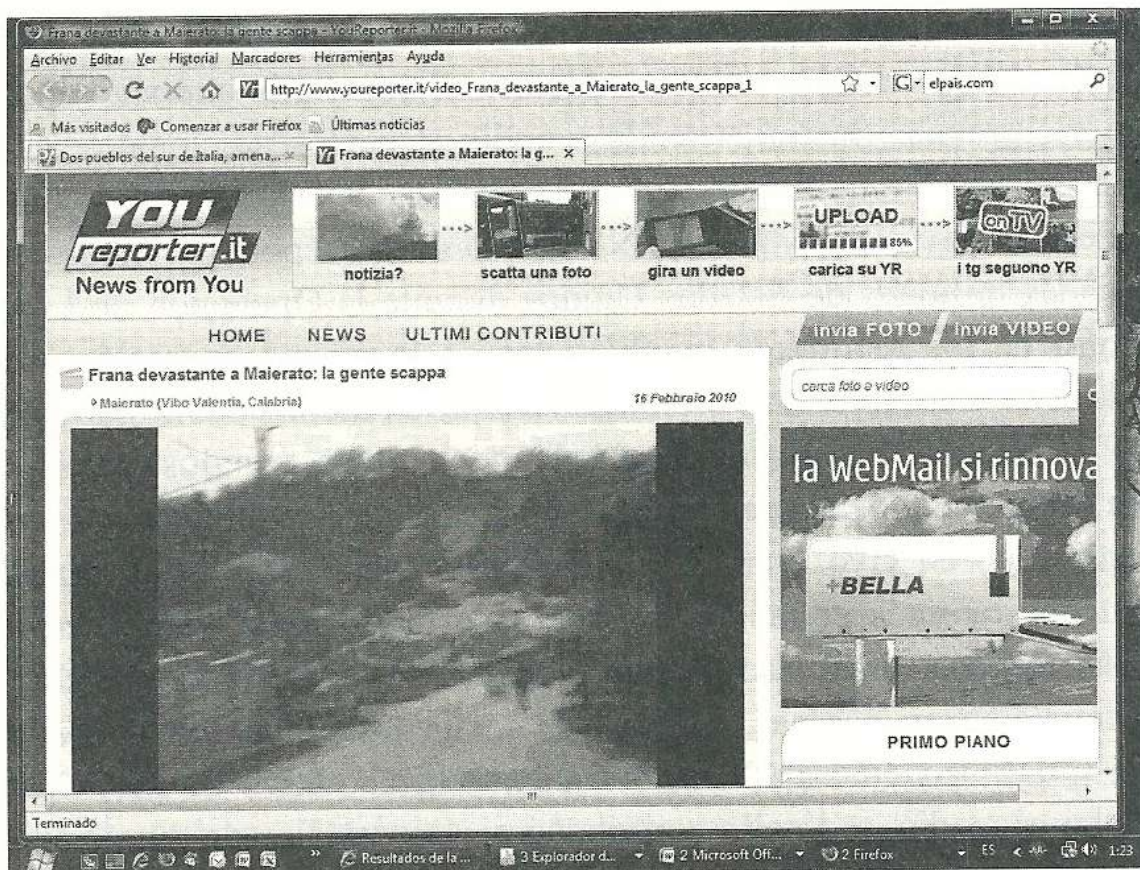 Frana devastante a Maierato: la gente scappa - YouReporter.it - Mozilla Firefox
Archivo Editar Ver Historial Marcadores Herramientas Ayuda
http://www.youreporter.it/video_Frana_devastante_a_Maierato_la_gente_scappa_1
G elpais.com
Más visitados Comenzar a usar Firefox Últimas noticias
Dos pueblos del sur de Italia, amena...
Yr Frana devastante a Maierato: la g... X
YOU
reporter.it
News from You
notizia?
scatta una foto
gira un video
UPLOAD
85%
carica su YR
on TV
i tg seguono YR
HOME NEWS ULTIMI CONTRIBUTI
invia FOTO invia VIDEO
Frana devastante a Maierato: la gente scappa
Maierato (Vibo Valentia, Calabria)
16 Febbraio 2010
cerca foto e video
la WebMail si rinnova
+BELLA
PRIMO PIANO
Terminado
Resultados de la ... 3 Explorador d... 2 Microsoft Off... 2 Firefox ES 1:23